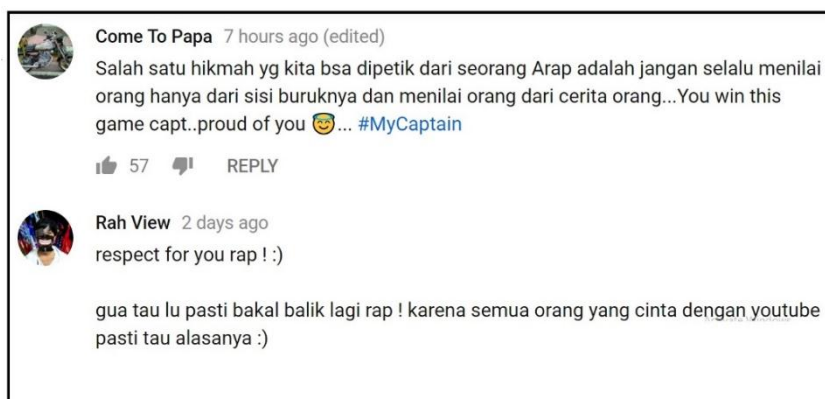 Come To Papa 7 hours ago (edited)
Salah satu hikmah yg kita bsa dipetik dari seorang Arap adalah jangan selalu menilai
orang hanya dari sisi buruknya dan menilai orang dari cerita orang...You win this
game capt..proud of you 😇... #MyCaptain
57 REPLY
Rah View 2 days ago
respect for you rap ! :)
gua tau lu pasti bakal balik lagi rap ! karena semua orang yang cinta dengan youtube
pasti tau alasanya :)